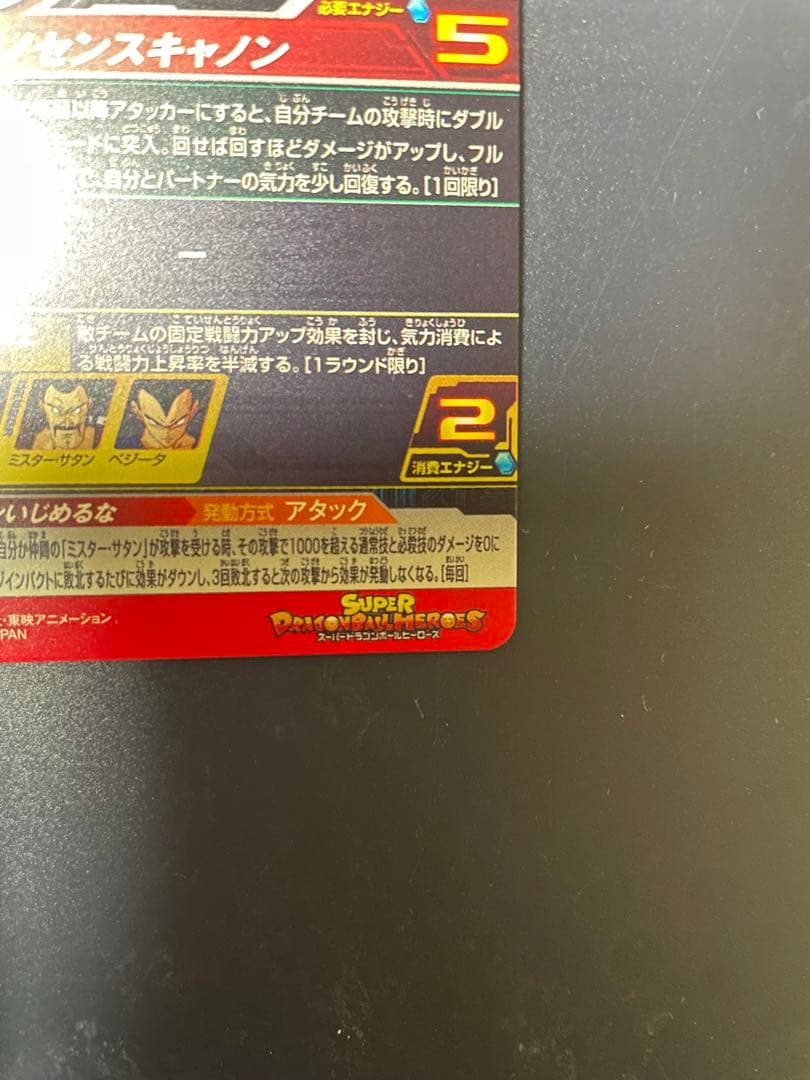 必要エナジー
5
ノセンスキャノン
アタッカーにすると、自分チームの攻撃時にダブル
ードに突入。回せば回すほどダメージがアップし、フル
自分とパートナーの気力を少し回復する。[1回限り]
敵チームの固定戦闘力アップ効果を封じ、気力消費によ
る戦闘力上昇率を半減する。[1ラウンド限り]
2
ミスター・サタン ベジータ
消費エナジー
いじめるな 発動方式 アタック
自分か仲間の「ミスター・サタン」が攻撃を受ける時、その攻撃で1000を超える通常技と必殺技のダメージを0に
インパクトに敗北するたびに効果がダウンし、3回敗北すると次の攻撃から効果が発動しなくなる。[毎回]
・東映アニメーション
PAN
SUPER
DRAGONBALL HEROES
スーパードラゴンボールヒーローズ